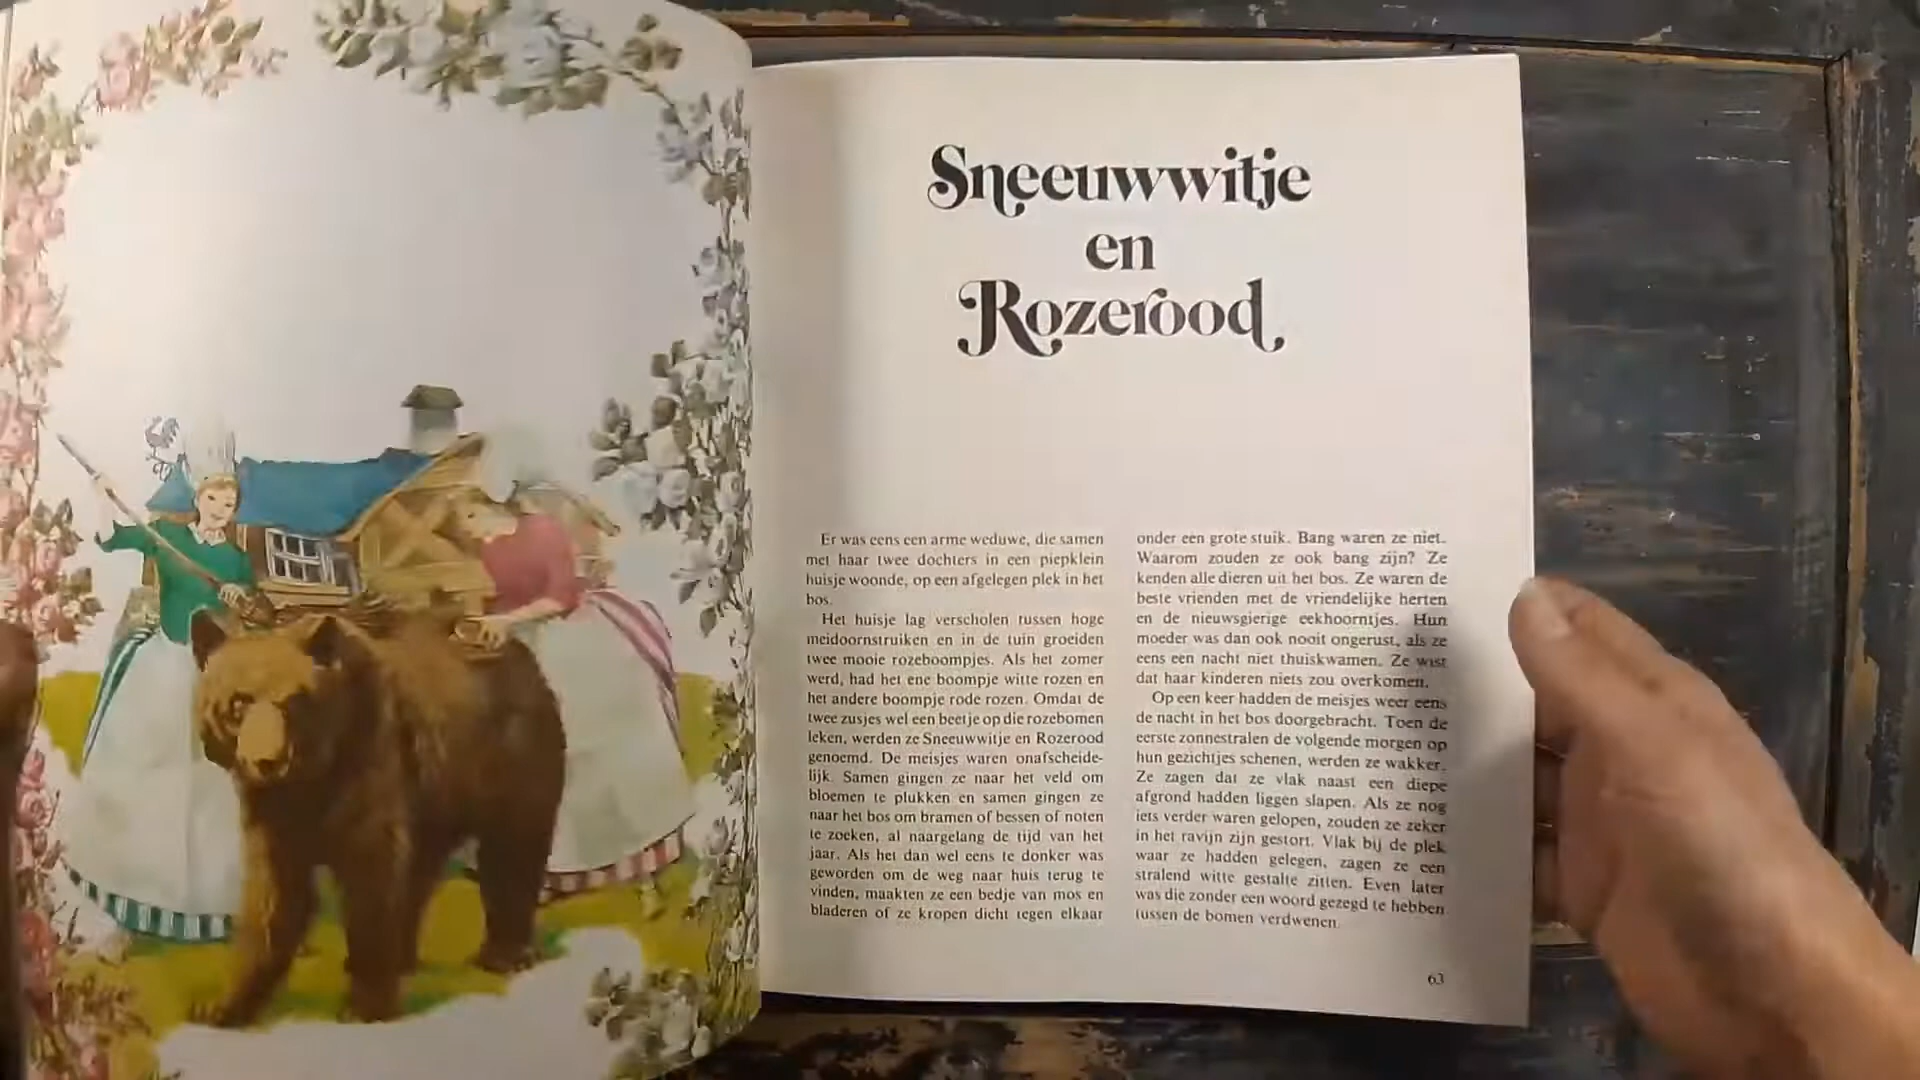 Sneeuwwitje
en
Rozerood
Er was eens een arme weduwe, die samen
met haar twee dochters in een piepklein
huisje woonde, op een afgelegen plek in het
bos.
Het huisje lag verscholen tussen hoge
meidoornstruiken en in de tuin groeiden
twee mooie rozeboompjes. Als het zomer
werd, had het ene boompje witte rozen en
het andere boompje rode rozen. Omdat de
twee zusjes wel een beetje op die rozebomen
leken, werden ze Sneeuwwitje en Rozerood
genoemd. De meisjes waren onafscheide-
lijk. Samen gingen ze naar het veld om
bloemen te plukken en samen gingen ze
naar het bos om bramen of bessen of noten
te zoeken, al naargelang de tijd van het
jaar. Als het dan wel eens te donker was
geworden om de weg naar huis terug te
vinden, maakten ze een bedje van mos en
bladeren of ze kropen dicht tegen elkaar
onder een grote stuik. Bang waren ze niet.
Waarom zouden ze ook bang zijn? Ze
kenden alle dieren uit het bos. Ze waren de
beste vrienden met de vriendelijke herten
en de nieuwsgierige eekhoorntjes. Hun
moeder was dan ook nooit ongerust, als ze
eens een nacht niet thuiskwamen. Ze wist
dat haar kinderen niets zou overkomen.
Op een keer hadden de meisjes weer eens
de nacht in het bos doorgebracht. Toen de
eerste zonnestralen de volgende morgen op
hun gezichtjes schenen, werden ze wakker.
Ze zagen dat ze vlak naast een diepe
afgrond hadden liggen slapen. Als ze nog
iets verder waren gelopen, zouden ze zeker
in het ravijn zijn gestort. Vlak bij de plek
waar ze hadden gelegen, zagen ze een
stralend witte gestalte zitten. Even later
was die zonder een woord gezegd te hebben
tussen de bomen verdwenen.
63